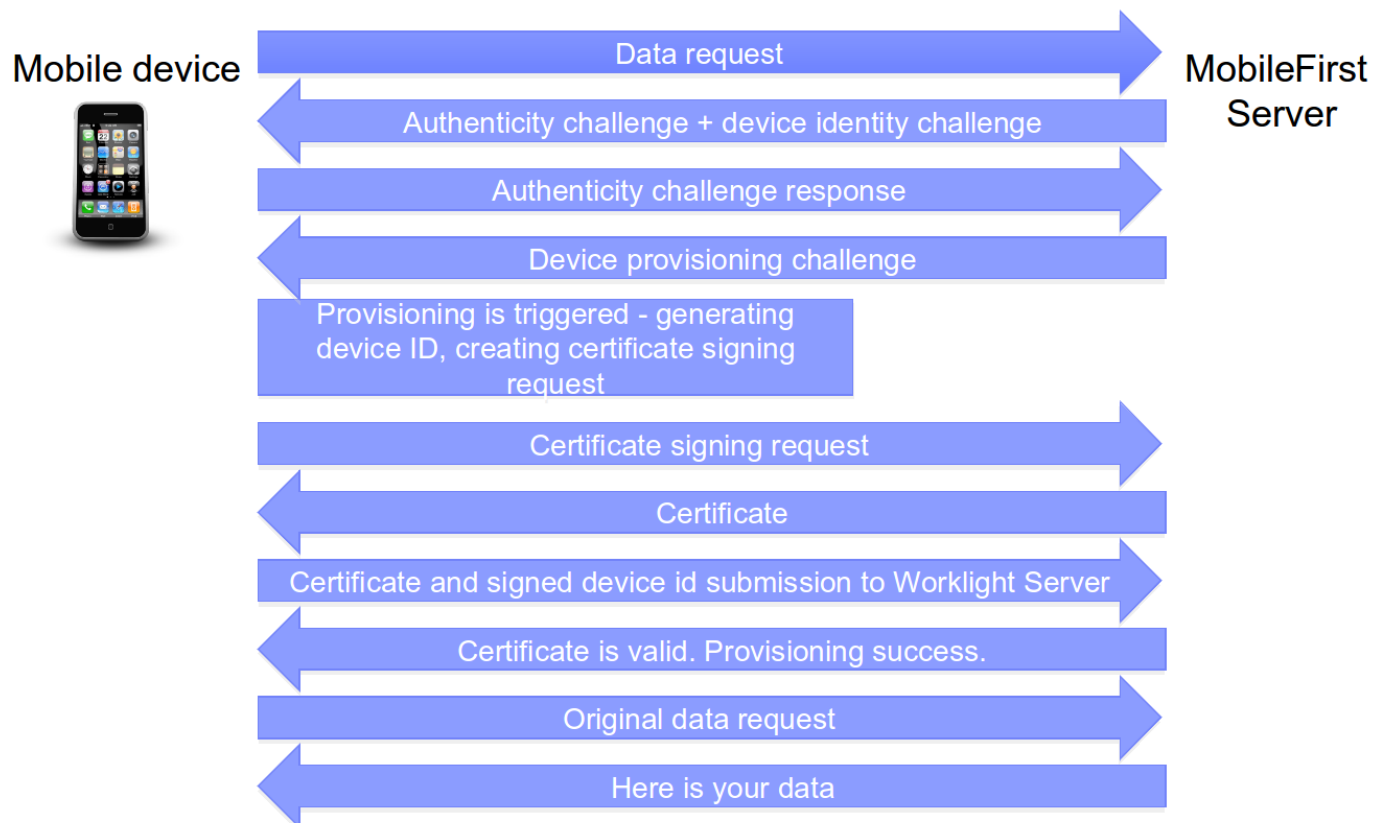 Data request
Mobile device
MobileFirst
Server
Authenticity challenge + device identity challenge
Authenticity challenge response
Device provisioning challenge
Provisioning is triggered - generating
device ID, creating certificate signing
request
Certificate signing request
Certificate
Certificate and signed device id submission to Worklight Server
Certificate is valid. Provisioning success.
Original data request
Here is your data